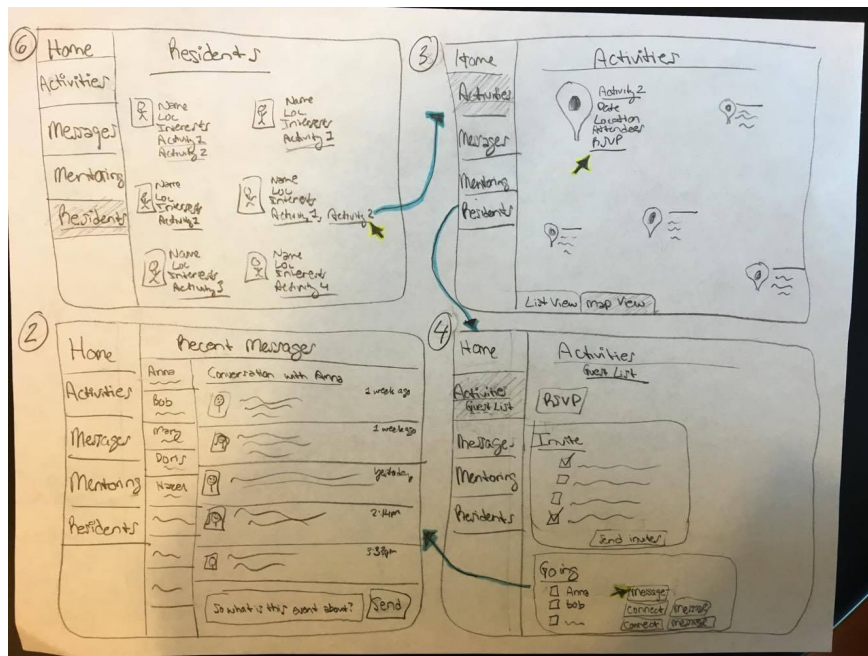 6
Home
Activities
Messages
Mentoring
Residents
Residents
Name
Loc
Interests
Activity 1
Activity 2
Name
Loc
Interests
Activity 1
Name
Loc
Interests
Activity 2
Name
Loc
Interests
Activity 1, Activity 2
Name
Loc
Interests
Activity 3
Name
Loc
Interests
Activity 4
3
Home
Activities
Messages
Mentoring
Residents
Activities
Activity 2
Date
Location
Attendees
RSVP
List View
Map View
2
Home
Activities
Messages
Mentoring
Residents
Recent Messages
Anna
Bob
Mary
Doris
Conversation with Anna
1 week ago
1 week ago
Yesterday
2:14pm
3:38pm
So what is this event about?
Send
4
Home
Activities
Guest List
Messages
Mentoring
Residents
Activities
Guest List
RSVP
Invite
Send invites
Going
Anna
Message
bob
Connect
Message
Connect
Message